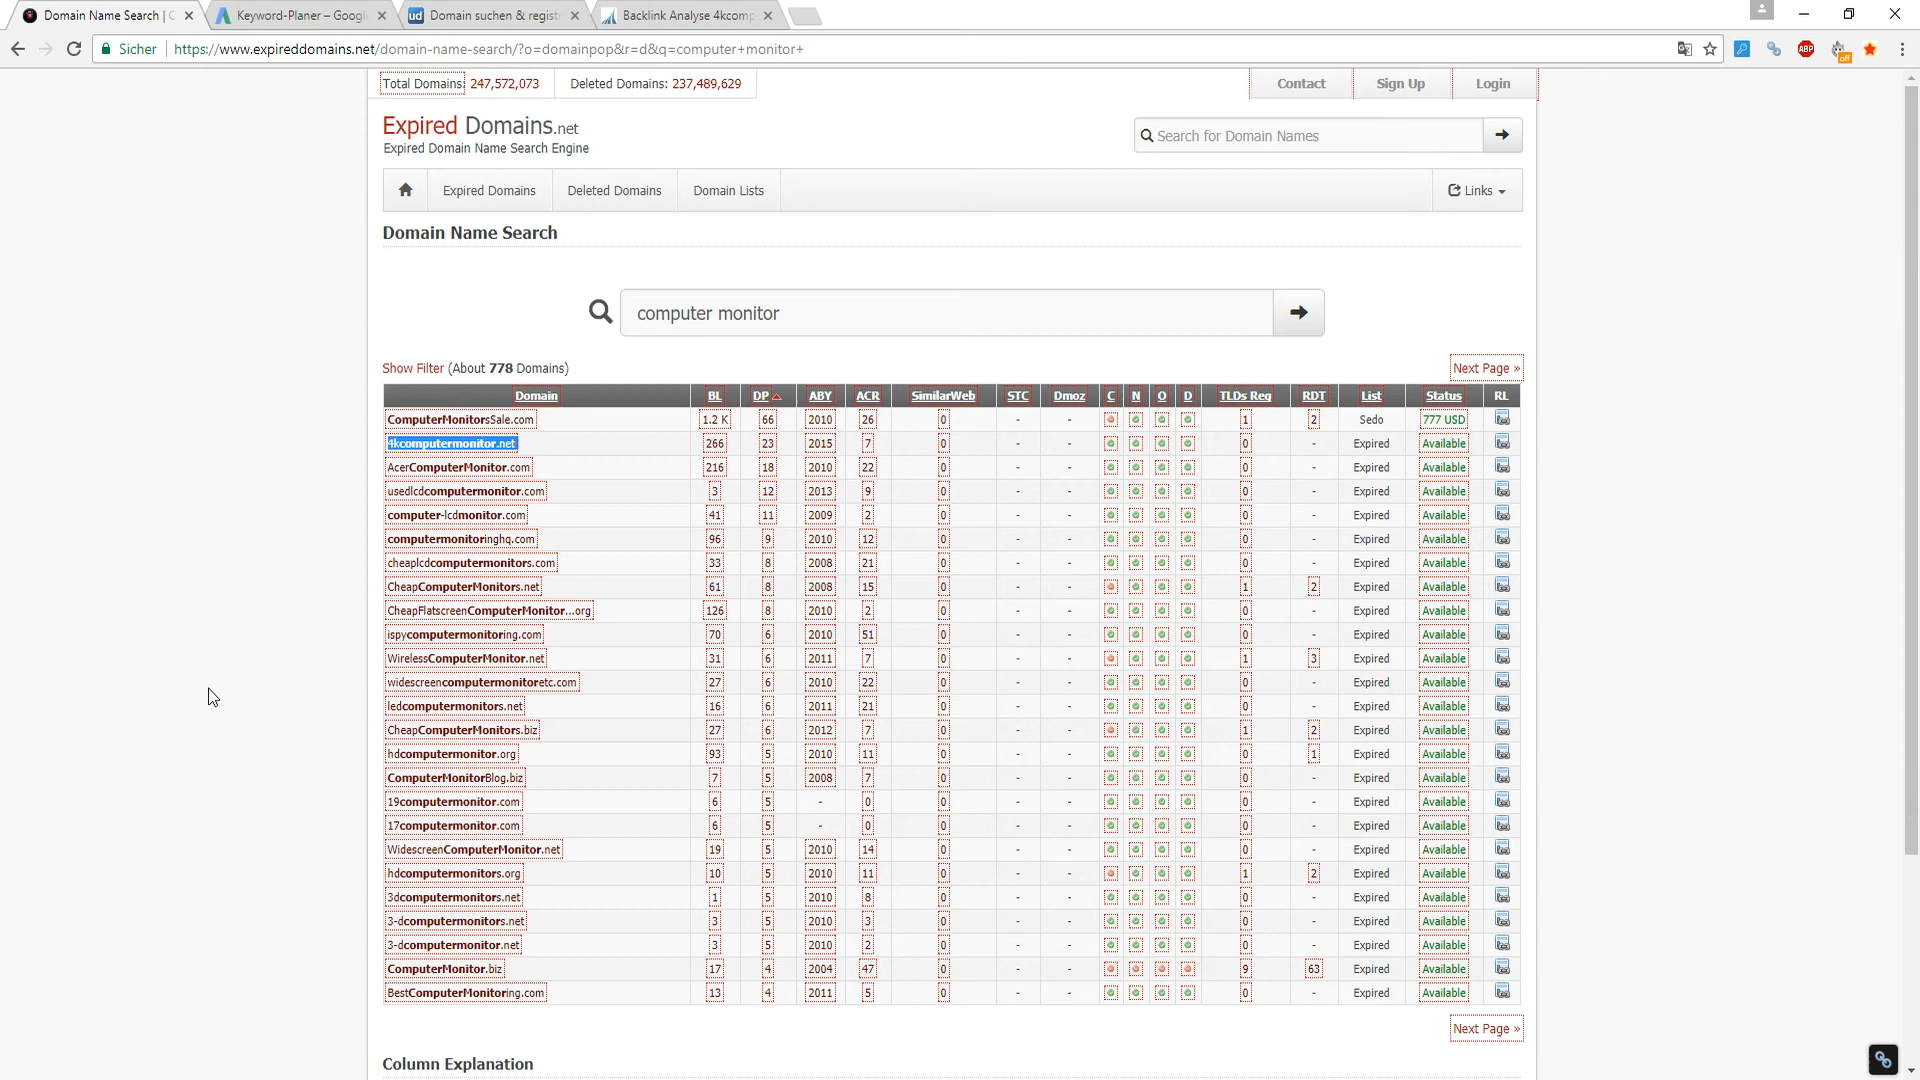 Domain Name Search | C
Keyword-Planer – Google
Domain suchen & regist
Backlink Analyse 4kcomp
Sicher | https://www.expireddomains.net/domain-name-search/?o=domainpop&r=d&q=computer+monitor+
ABP
off
Total Domains: 247,572,073 Deleted Domains: 237,489,629 Contact Sign Up Login
Expired Domains.net
Expired Domain Name Search Engine
Search for Domain Names
Expired Domains Deleted Domains Domain Lists Links
Domain Name Search
computer monitor
Show Filter (About 778 Domains) Next Page »
Domain BL DP ABY ACR SimilarWeb STC Dmoz C N O D TLDs Reg RDT List Status RL
ComputerMonitorsSale.com 1.2 K 66 2010 26 0 - - 1 2 Sedo 777 USD
4kcomputermonitor.net 266 23 2015 7 0 - - 0 - Expired Available
AcerComputerMonitor.com 216 18 2010 22 0 - - 0 - Expired Available
usedlcdcomputermonitor.com 3 12 2013 9 0 - - 0 - Expired Available
computer-lcdmonitor.com 41 11 2009 2 0 - - 0 - Expired Available
computermonitoringhq.com 96 9 2010 12 0 - - 0 - Expired Available
cheaplcdcomputermonitors.com 33 8 2008 21 0 - - 0 - Expired Available
CheapComputerMonitors.net 61 8 2008 15 0 - - 1 2 Expired Available
CheapFlatscreenComputerMonitor...org 126 8 2010 2 0 - - 0 - Expired Available
ispycomputermonitoring.com 70 6 2010 51 0 - - 0 - Expired Available
WirelessComputerMonitor.net 31 6 2011 7 0 - - 1 3 Expired Available
widescreencomputermonitoretc.com 27 6 2010 22 0 - - 0 - Expired Available
ledcomputermonitors.net 16 6 2011 21 0 - - 0 - Expired Available
CheapComputerMonitors.biz 27 6 2012 7 0 - - 1 2 Expired Available
hdcomputermonitor.org 93 5 2010 11 0 - - 0 1 Expired Available
ComputerMonitorBlog.biz 7 5 2008 7 0 - - 0 - Expired Available
19computermonitor.com 6 5 - 0 0 - - 0 - Expired Available
17computermonitor.com 6 5 - 0 0 - - 0 - Expired Available
WidescreenComputerMonitor.net 19 5 2010 14 0 - - 0 - Expired Available
hdcomputermonitors.org 10 5 2010 11 0 - - 1 2 Expired Available
3dcomputermonitors.net 1 5 2010 8 0 - - 0 - Expired Available
3-dcomputermonitors.net 3 5 2010 3 0 - - 0 - Expired Available
3-dcomputermonitor.net 3 5 2010 2 0 - - 0 - Expired Available
ComputerMonitor.biz 17 4 2004 47 0 - - 9 63 Expired Available
BestComputerMonitoring.com 13 4 2011 5 0 - - 0 - Expired Available
Next Page »
Column Explanation